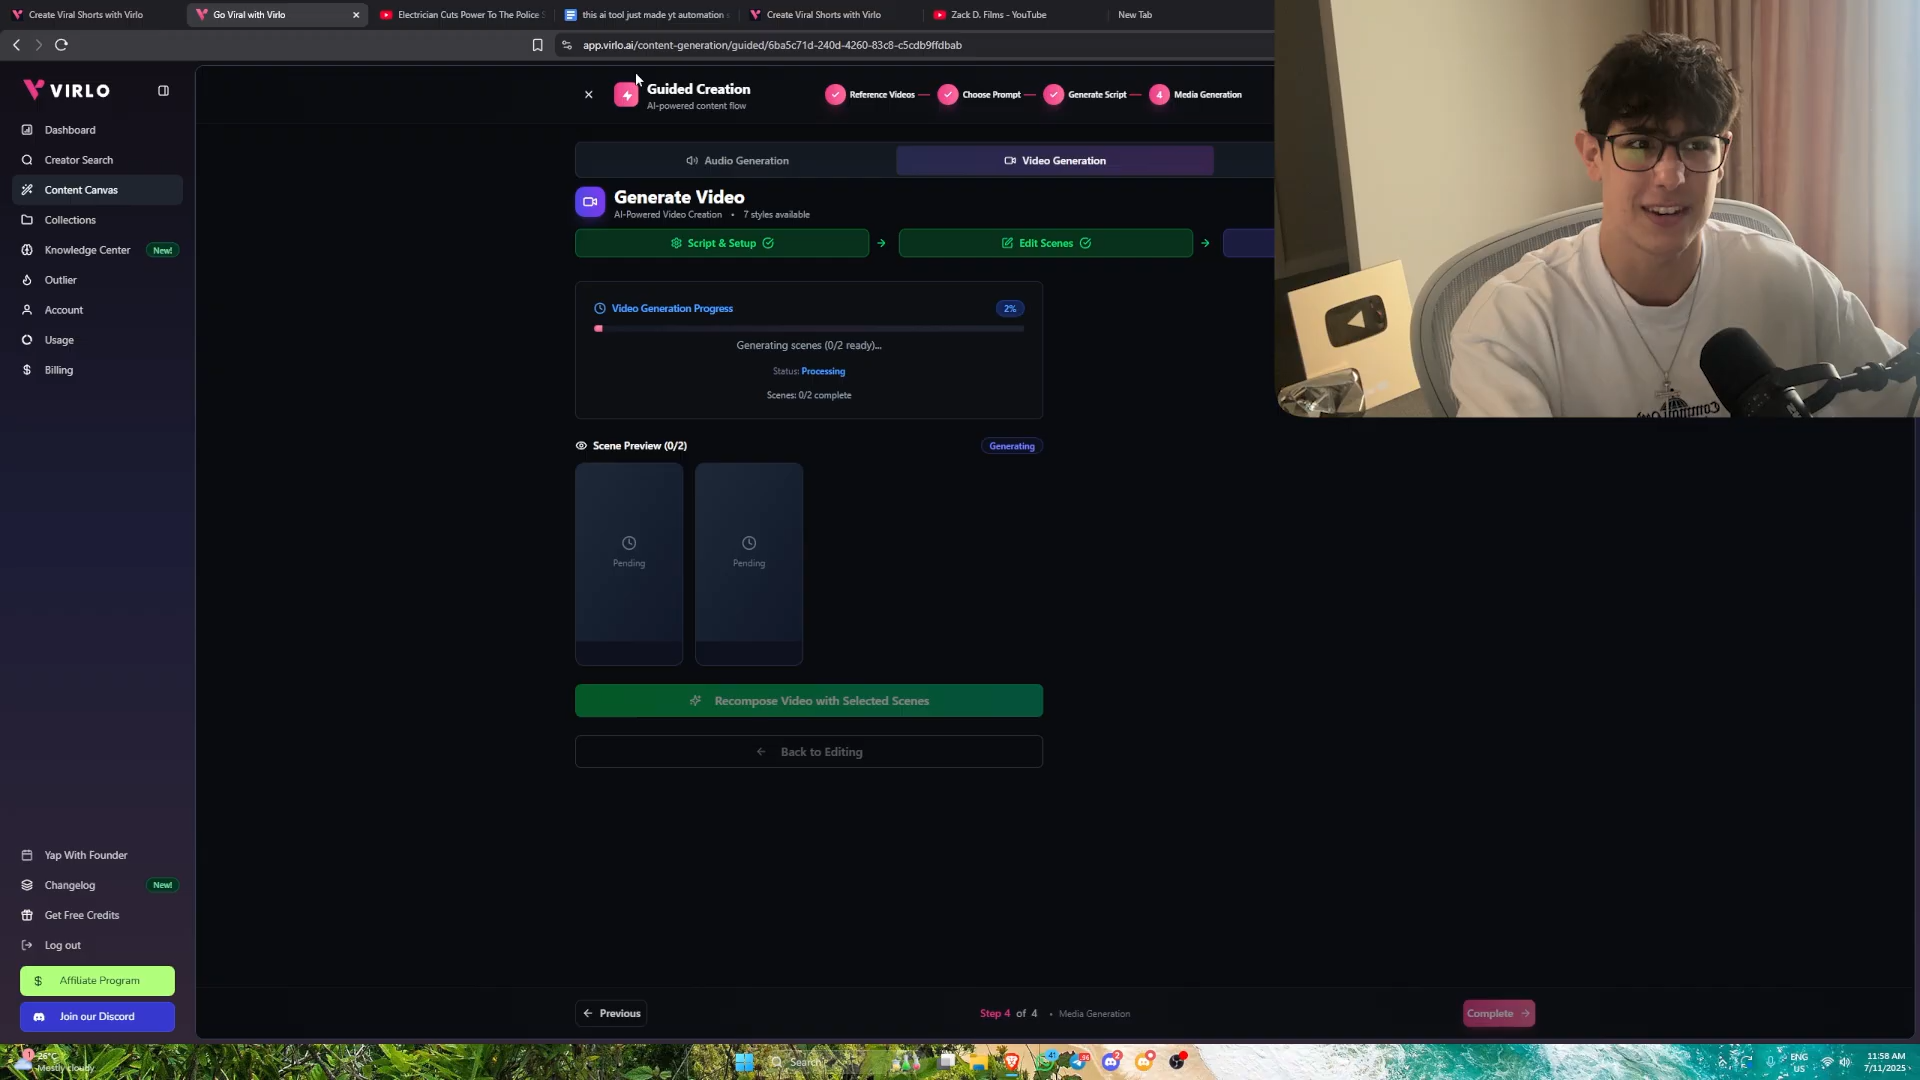 Create Viral Shorts with Virlo
Go Viral with Virlo
Electrician Cuts Power To The Police S
this ai tool just made yt automation
Create Viral Shorts with Virlo
Zack D. Films - YouTube
New Tab
app.virlo.ai/content-generation/guided/6ba5c71d-240d-4260-83c8-c5cdb9ffdbab
VIRLO
Dashboard
Creator Search
Content Canvas
Collections
Knowledge Center New!
Outlier
Account
Usage
Billing
Yap With Founder
Changelog New!
Get Free Credits
Log out
Affiliate Program
Join our Discord
Guided Creation
AI-powered content flow
Reference Videos
Choose Prompt
Generate Script
4 Media Generation
Audio Generation
Video Generation
Generate Video
AI-Powered Video Creation • 7 styles available
Script & Setup
Edit Scenes
Video Generation Progress 2%
Generating scenes (0/2 ready)...
Status: Processing
Scenes: 0/2 complete
Scene Preview (0/2) Generating
Pending
Pending
Recompose Video with Selected Scenes
Back to Editing
Previous
Step 4 of 4 • Media Generation
Complete
26°C
Mostly cloudy
Search
ENG
US
11:58 AM
7/11/2025